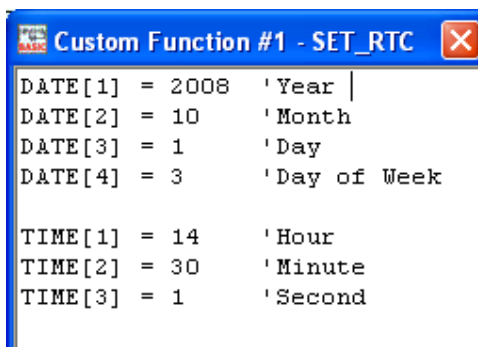 BASIC Custom Function #1 - SET_RTC
DATE[1] = 2008 'Year
DATE[2] = 10 'Month
DATE[3] = 1 'Day
DATE[4] = 3 'Day of Week
TIME[1] = 14 'Hour
TIME[2] = 30 'Minute
TIME[3] = 1 'Second